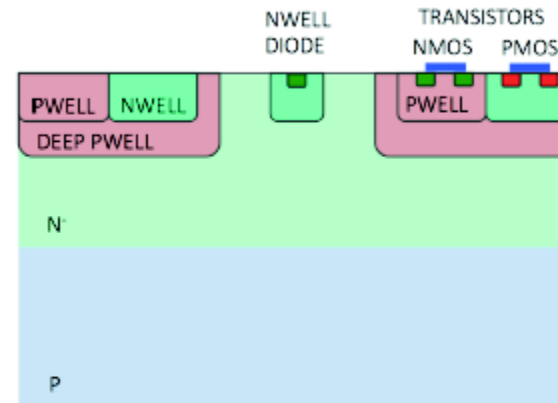 NWELL
DIODE
TRANSISTORS
NMOS PMOS
PWELL NWELL
DEEP PWELL
PWELL
N-
P